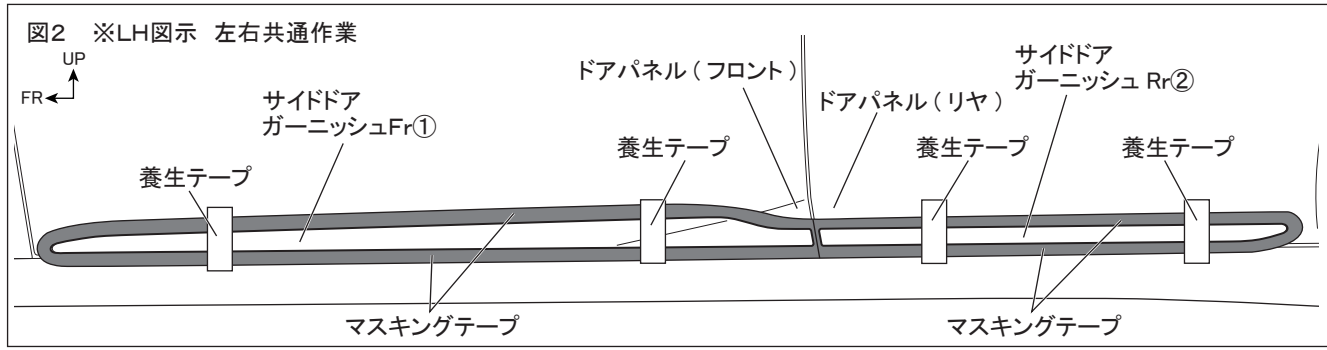 図2 ※LH図示 左右共通作業
UP
FR
サイドドア
ガーニッシュFr①
養生テープ
ドアパネル(フロント)
養生テープ
ドアパネル(リヤ)
サイドドア
ガーニッシュ Rr②
養生テープ
養生テープ
マスキングテープ
マスキングテープ